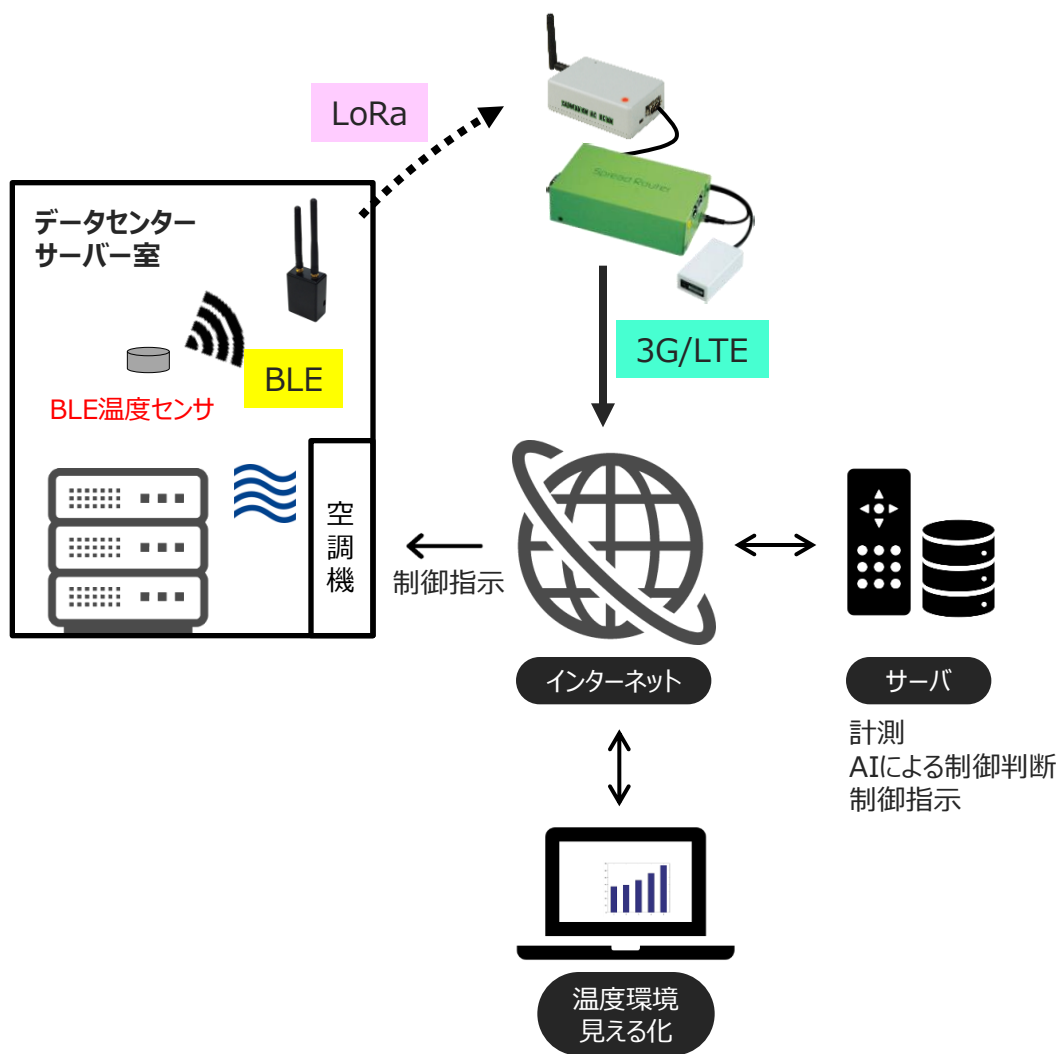 LoRa
Spread Router
データセンター
サーバー室
3G/LTE
BLE
BLE温度センサ
空調機
制御指示
インターネット
サーバ
計測
AIによる制御判断
制御指示
温度環境
見える化